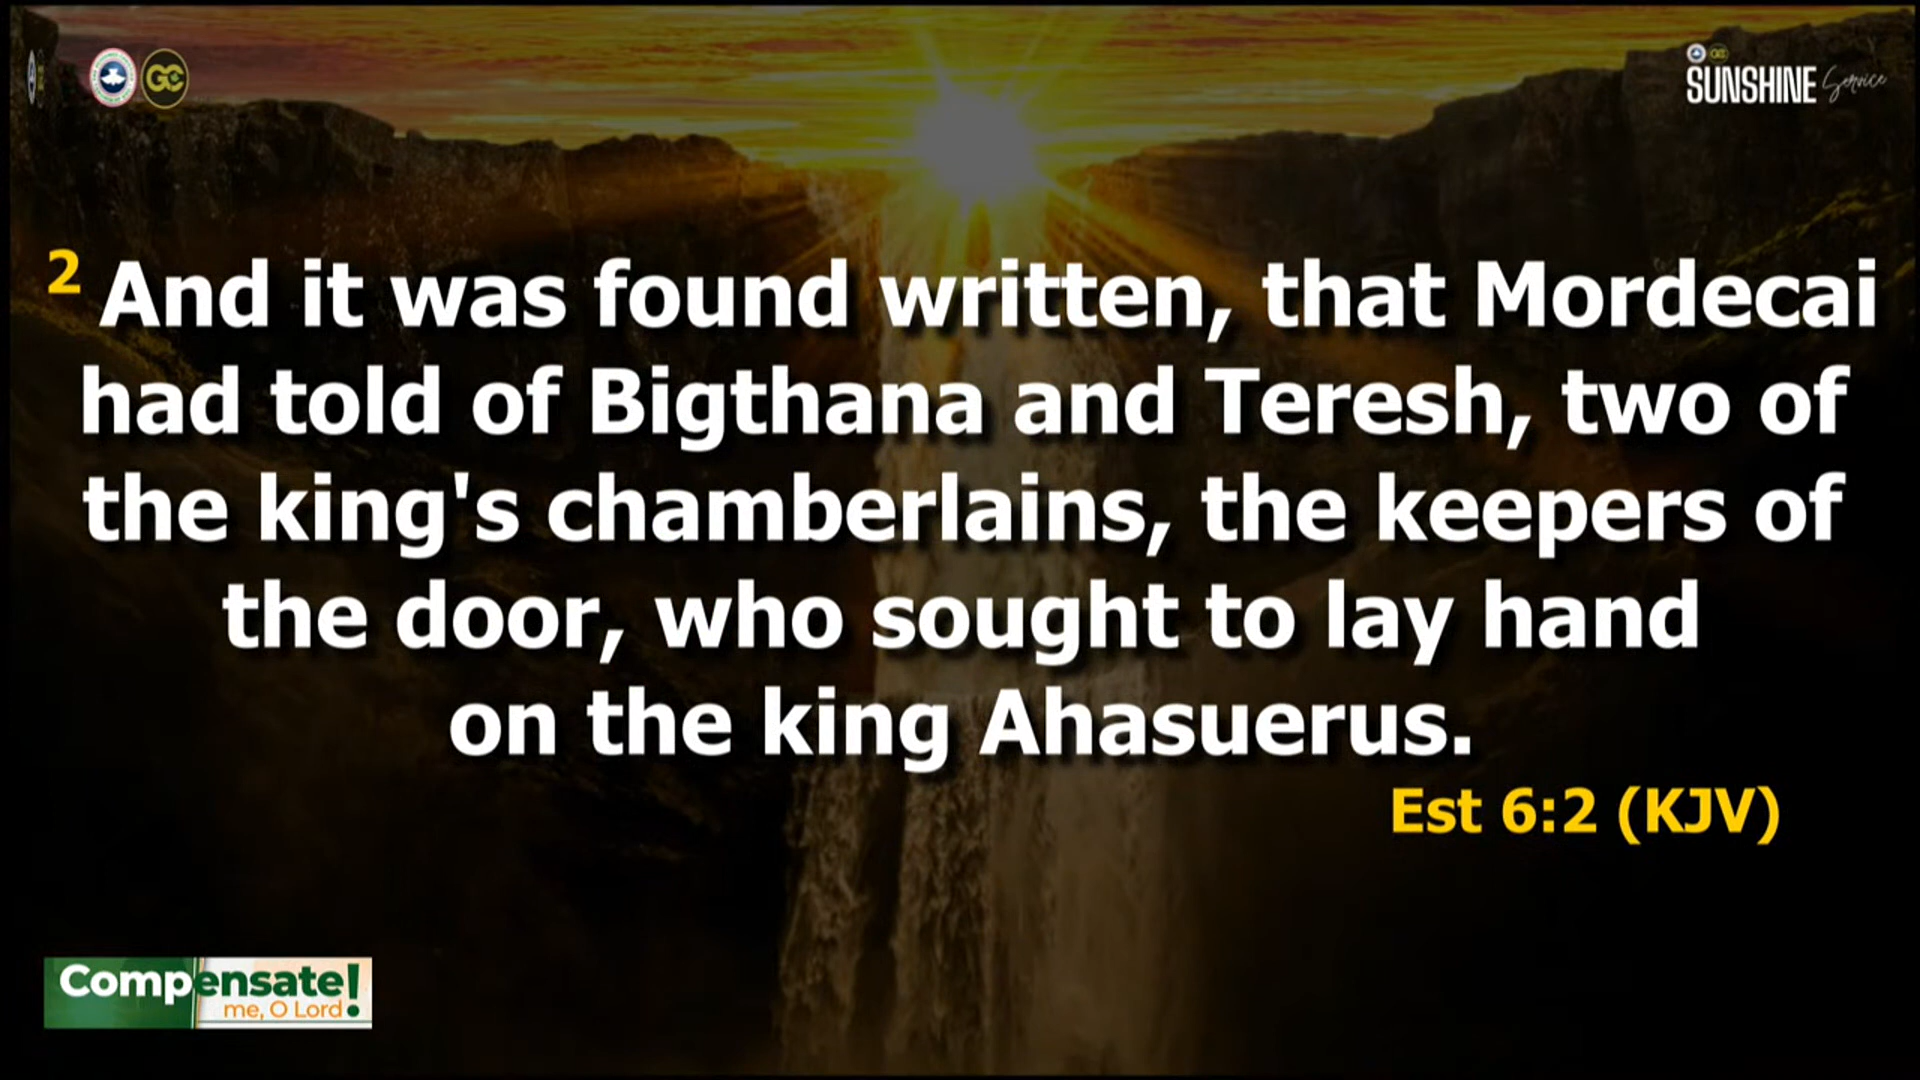 GC
SUNSHINE Service
2 And it was found written, that Mordecai
had told of Bigthana and Teresh, two of
the king's chamberlains, the keepers of
the door, who sought to lay hand
on the king Ahasuerus.
Est 6:2 (KJV)
Compensate!
me, O Lord